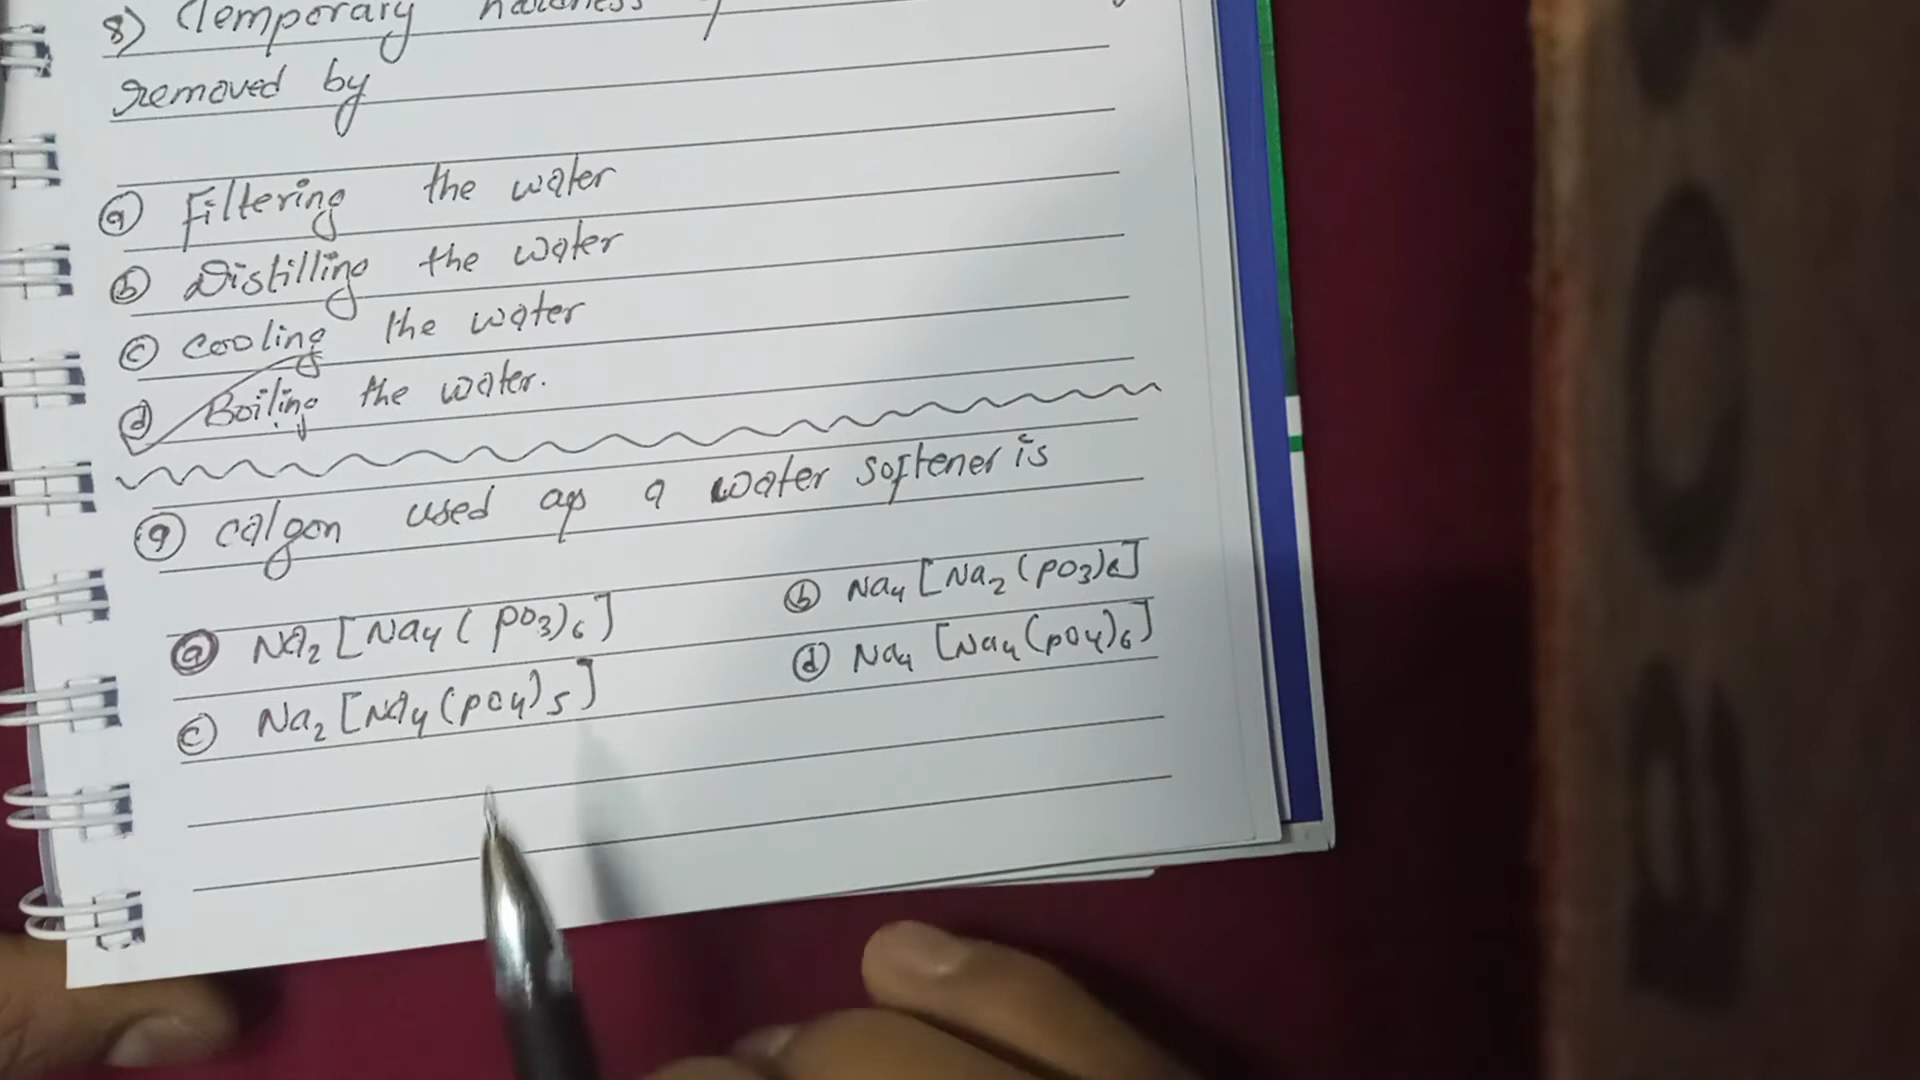 8) Temporary hardness
removed by
(a) Filtering the water
(b) Distilling the water
(c) Cooling the water
(d) Boiling the water.
(9) Calgon used as a water softener is
(a) Na2 [Na4 (PO3)6]
(b) Na4 [Na2 (PO3)6]
(c) Na2 [Na4 (PO4)5]
(d) Na4 [Na4 (PO4)6]